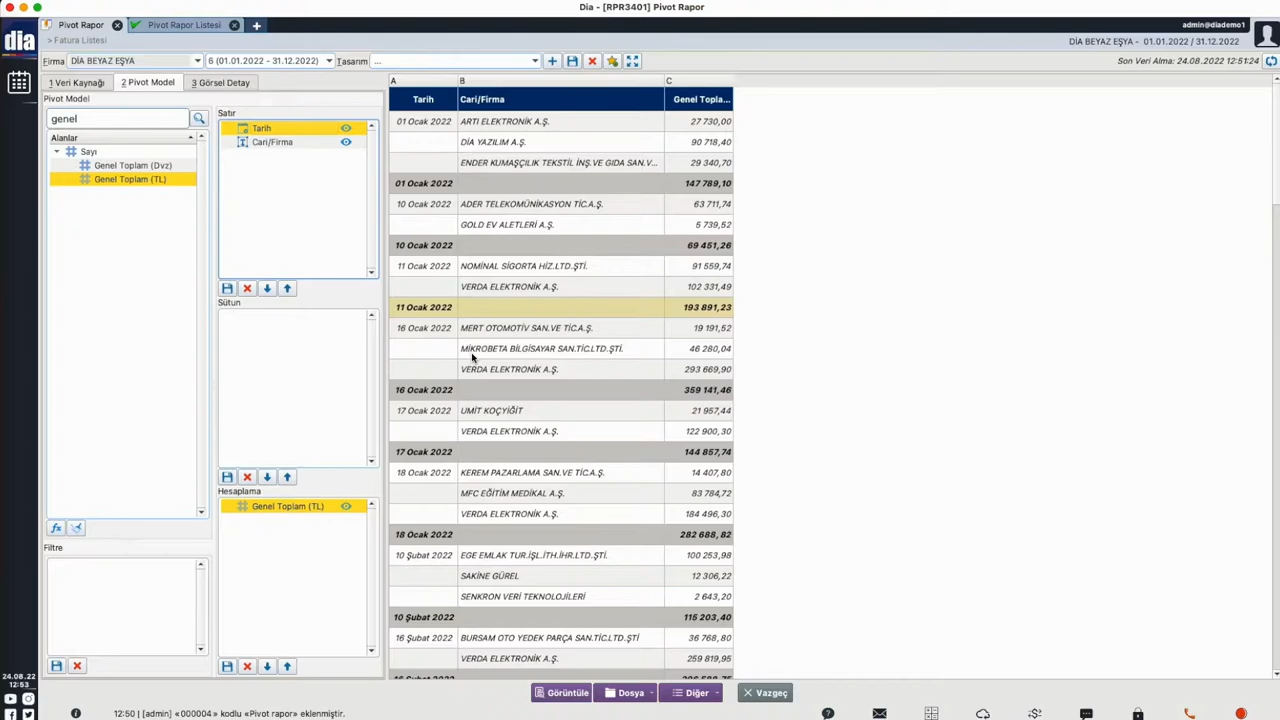 Dia - [RPR3401] Pivot Rapor
Pivot Rapor
Pivot Rapor Listesi
admin@diademo1
dia
> Fatura Listesi
DİA BEYAZ EŞYA - 01.01.2022 / 31.12.2022
Firma DİA BEYAZ EŞYA 6 (01.01.2022 - 31.12.2022) Tasarım ...
Son Veri Alma: 24.08.2022 12:51:24
1 Veri Kaynağı 2 Pivot Model 3 Görsel Detay
Pivot Model
genel
Alanlar
Sayı
Genel Toplam (Dvz)
Genel Toplam (TL)
Filtre
Satır
Tarih
Cari/Firma
Sütun
Hesaplama
Genel Toplam (TL)
A B C
Tarih Cari/Firma Genel Topla...
01 Ocak 2022 ARTI ELEKTRONİK A.Ş. 27 730,00
DİA YAZILIM A.Ş. 90 718,40
ENDER KUMAŞÇILIK TEKSTİL İNŞ.VE GIDA SAN.V... 29 340,70
01 Ocak 2022 147 789,10
10 Ocak 2022 ADER TELEKOMÜNİKASYON TİC.A.Ş. 63 711,74
GOLD EV ALETLERİ A.Ş. 5 739,52
10 Ocak 2022 69 451,26
11 Ocak 2022 NOMİNAL SİGORTA HİZ.LTD.ŞTİ. 91 559,74
VERDA ELEKTRONİK A.Ş. 102 331,49
11 Ocak 2022 193 891,23
16 Ocak 2022 MERT OTOMOTİV SAN.VE TİC.A.Ş. 19 191,52
MİKROBETA BİLGİSAYAR SAN.TİC.LTD.ŞTİ. 46 280,04
VERDA ELEKTRONİK A.Ş. 293 669,90
16 Ocak 2022 359 141,46
17 Ocak 2022 UMİT KOÇYİĞİT 21 957,44
VERDA ELEKTRONİK A.Ş. 122 900,30
17 Ocak 2022 144 857,74
18 Ocak 2022 KEREM PAZARLAMA SAN.VE TİC.A.Ş. 14 407,80
MFC EĞİTİM MEDİKAL A.Ş. 83 784,72
VERDA ELEKTRONİK A.Ş. 184 496,30
18 Ocak 2022 282 688,82
10 Şubat 2022 EGE EMLAK TUR.İŞL.İTH.İHR.LTD.ŞTİ. 100 253,98
SAKİNE GÜREL 12 306,22
SENKRON VERİ TEKNOLOJİLERİ 2 643,20
10 Şubat 2022 115 203,40
16 Şubat 2022 BURSAM OTO YEDEK PARÇA SAN.TİC.LTD.ŞTİ 36 768,80
VERDA ELEKTRONİK A.Ş. 259 819,95
Görüntüle Dosya Diğer Vazgeç
24.08.22
12:53
12:50 | [admin] «000004» kodlu «Pivot rapor» eklenmiştir.